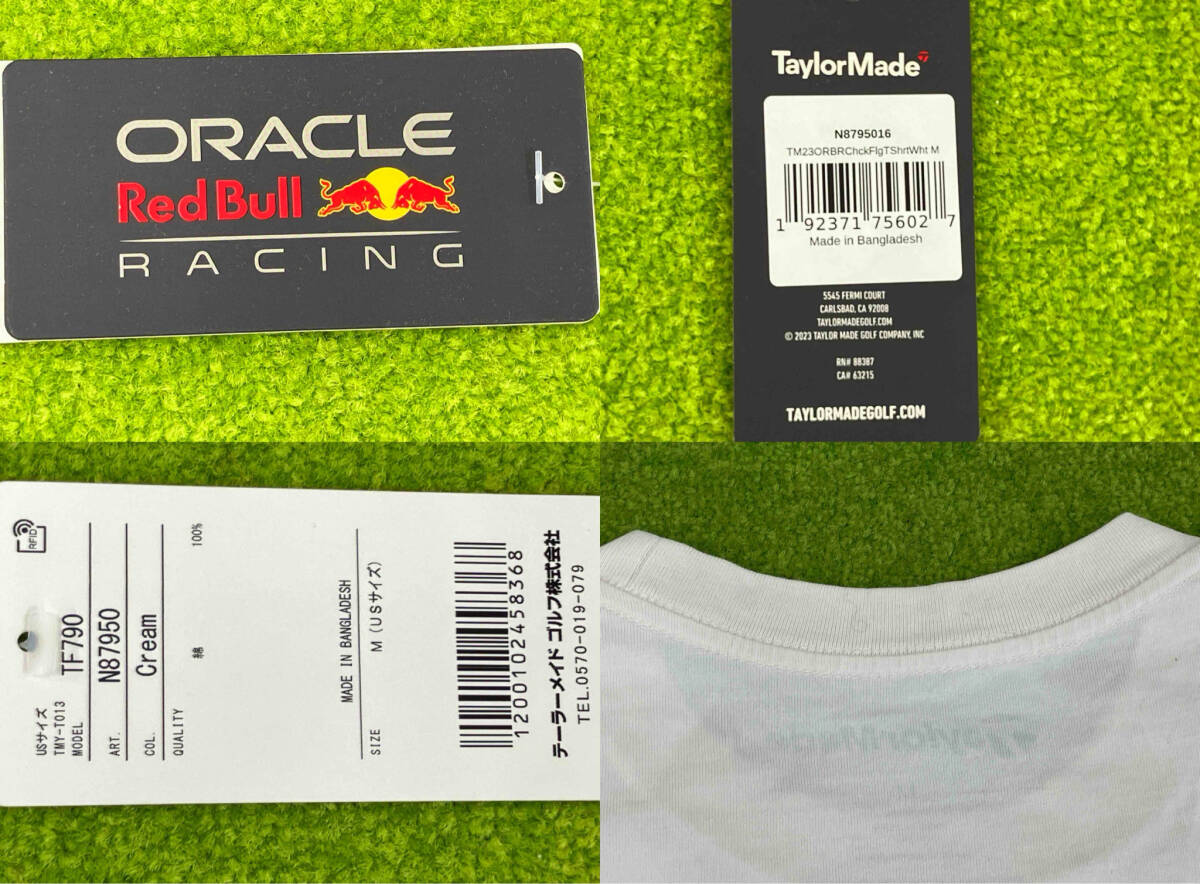 ORACLE
Red Bull
RACING
TaylorMade
N8795016
TM23ORBRChckFlgTShrtWht M
1 92371 75602 7
Made in Bangladesh
5545 FERMI COURT
CARLSBAD, CA 92008
TAYLORMADEGOLF.COM
© 2023 TAYLOR MADE GOLF COMPANY, INC
RN# 88387
CA# 63215
TAYLORMADEGOLF.COM
RFID
USサイズ
TMY-T013
MODEL TF790
ART. N87950
COL. Cream
QUALITY
綿 100%
MADE IN BANGLADESH
SIZE M (USサイズ)
1200102458368
テーラーメイド ゴルフ株式会社
TEL.0570-019-079
TaylorMade